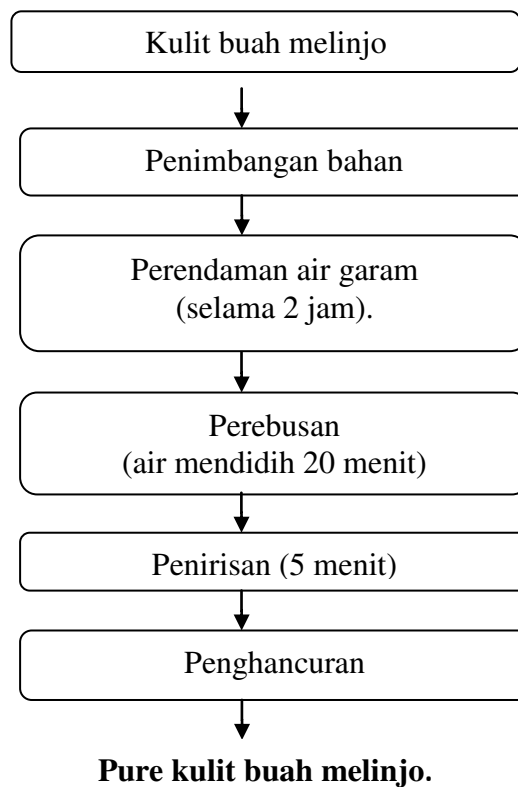 Kulit buah melinjo
Penimbangan bahan
Perendaman air garam
(selama 2 jam).
Perebusan
(air mendidih 20 menit)
Penirisan (5 menit)
Penghancuran
Pure kulit buah melinjo.